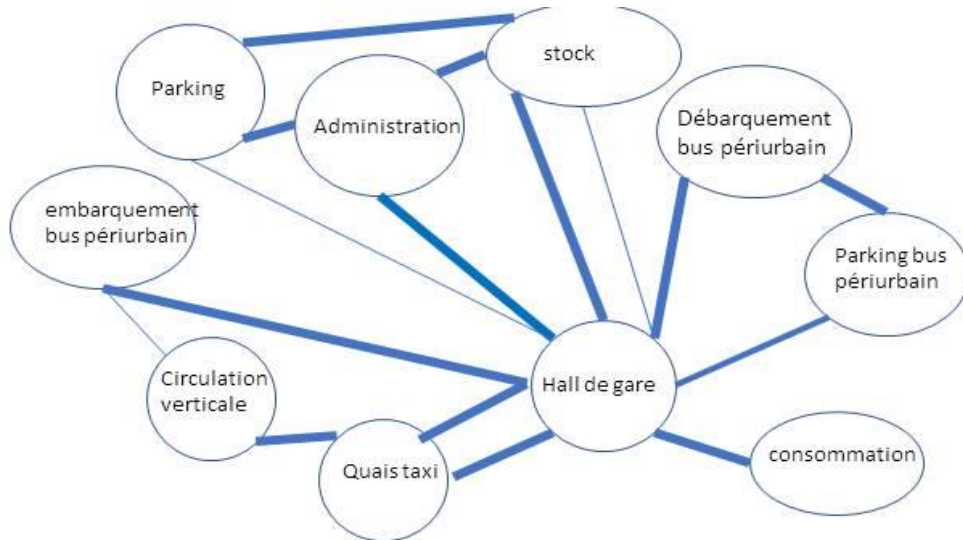 stock
Parking
Administration
Débarquement
bus périurbain
embarquement
bus périurbain
Parking bus
périurbain
Circulation
verticale
Hall de gare
Quais taxi
consommation